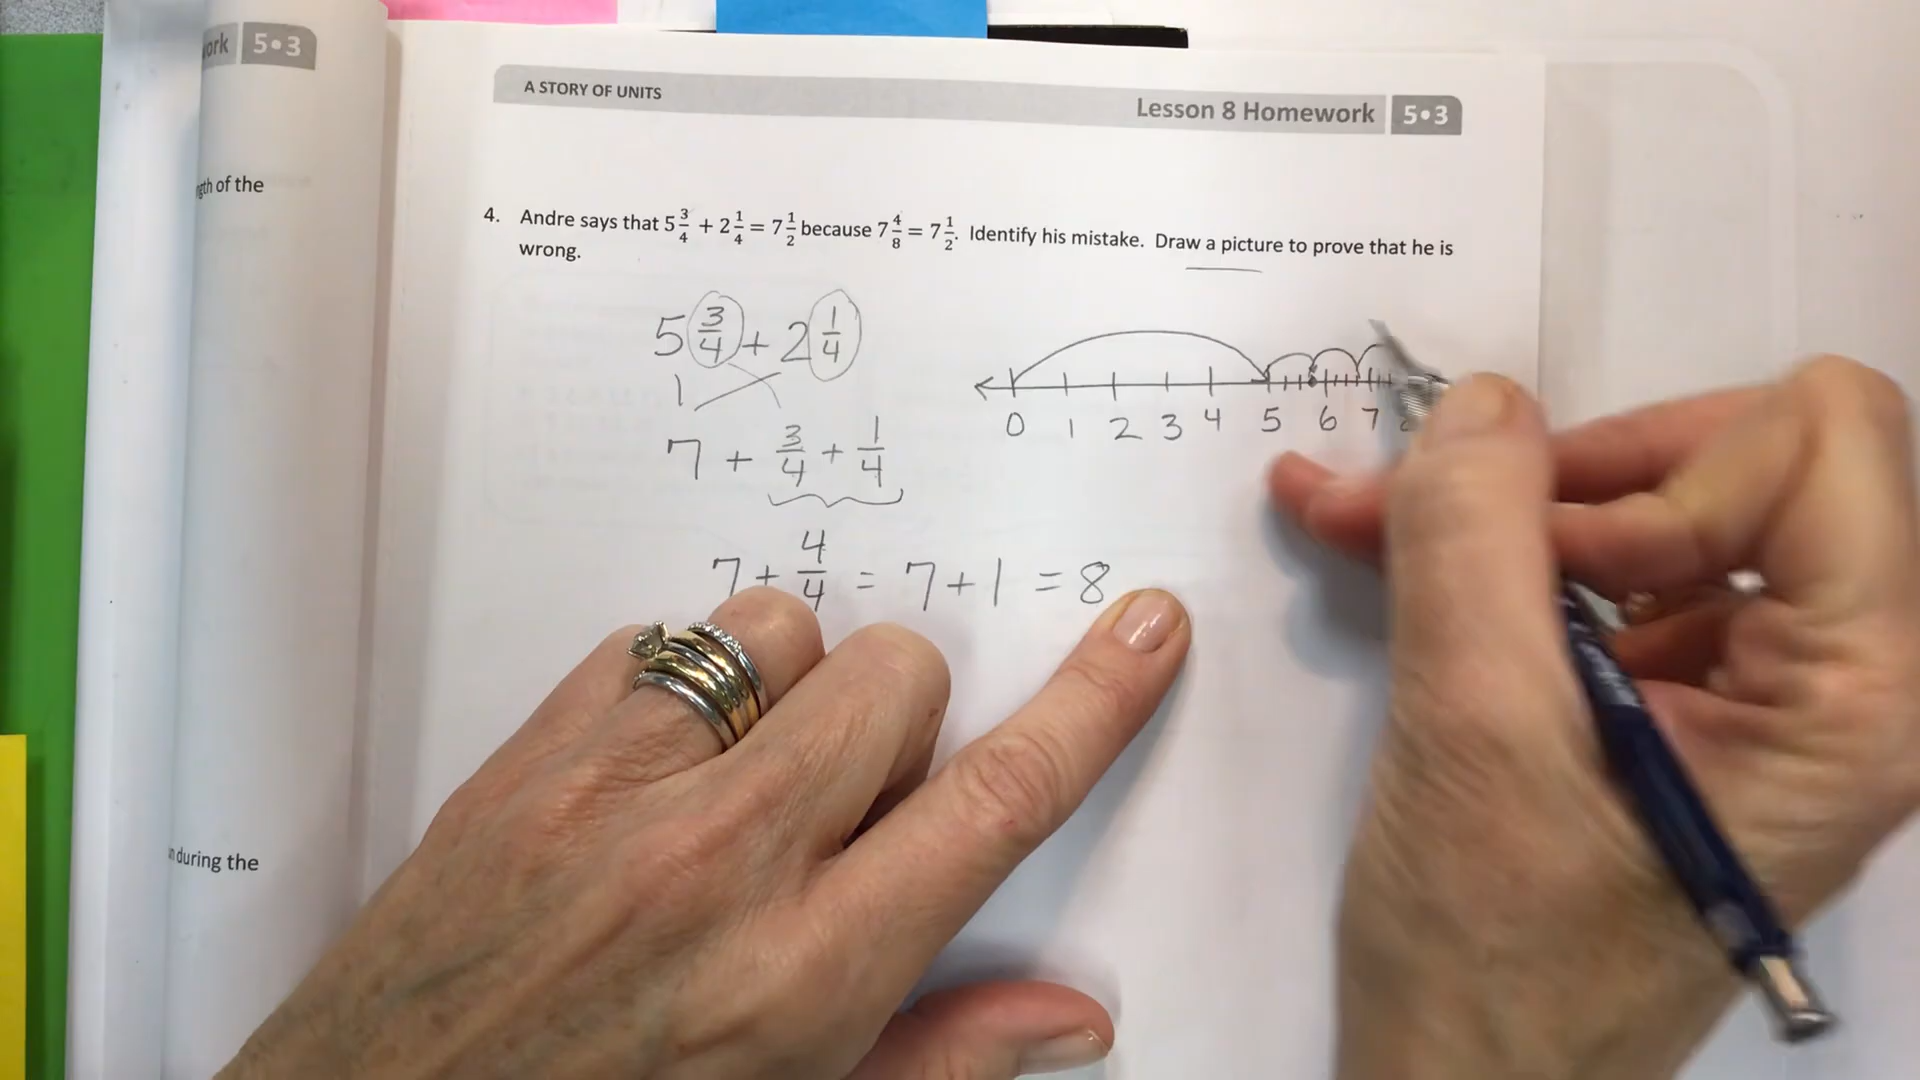 5•3
A STORY OF UNITS
Lesson 8 Homework 5•3
of the
4. Andre says that 5 3/4 + 2 1/4 = 7 1/2 because 7 4/8 = 7 1/2. Identify his mistake. Draw a picture to prove that he is
wrong.
5 3/4 + 2 1/4
7 + 3/4 + 1/4
7 + 4/4 = 7 + 1 = 8
0 1 2 3 4 5 6 7
during the